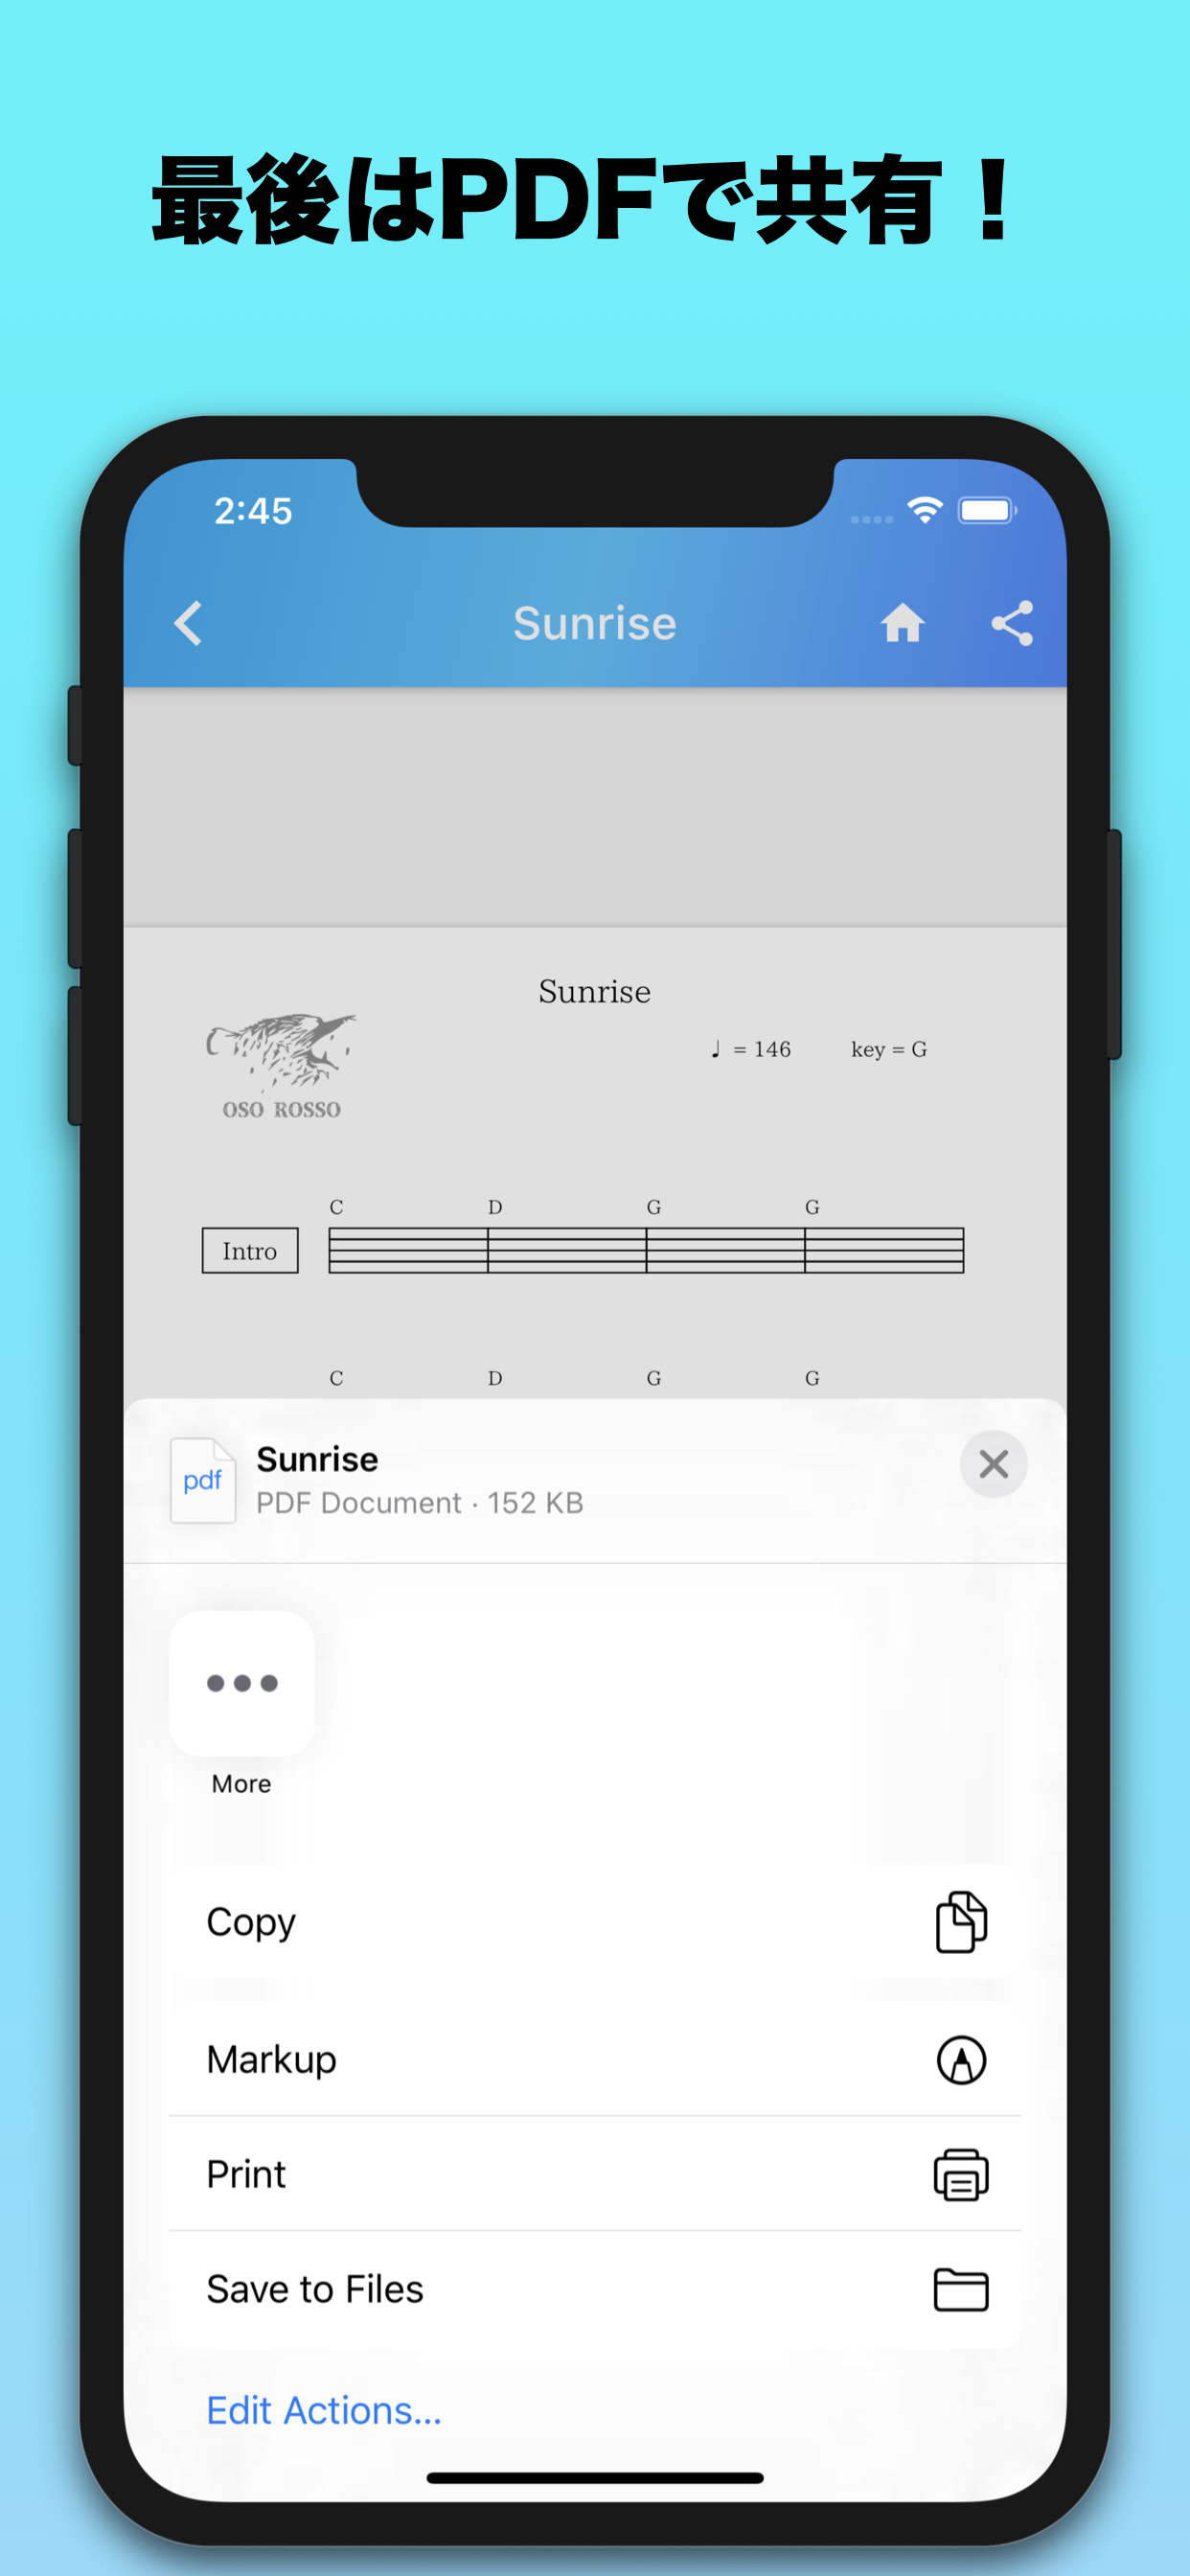 最後はPDFで共有！
2:45
Sunrise
Sunrise
♩ = 146 key = G
OSO ROSSO
C D G G
Intro
C D G G
pdf
Sunrise
PDF Document · 152 KB
More
Copy
Markup
Print
Save to Files
Edit Actions...